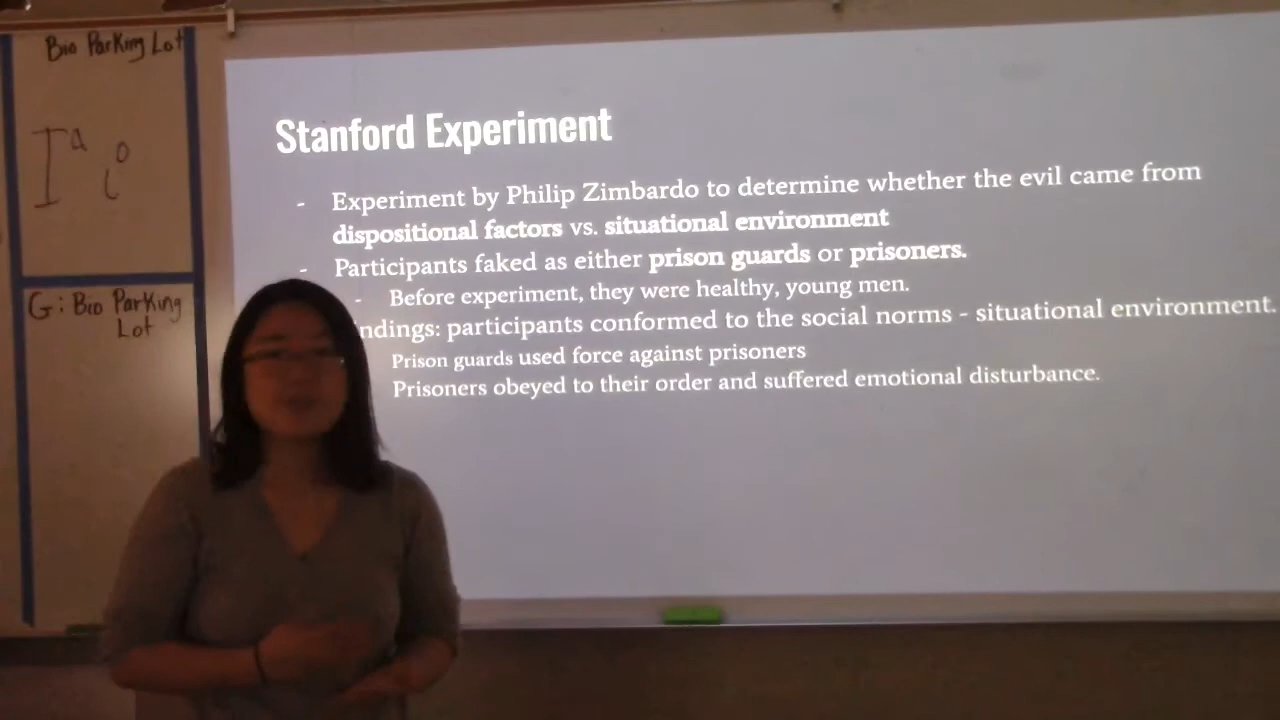 Bio Parking Lot
I^a i^o
G: Bio Parking
Lot
Stanford Experiment
- Experiment by Philip Zimbardo to determine whether the evil came from
dispositional factors vs. situational environment
- Participants faked as either prison guards or prisoners.
- Before experiment, they were healthy, young men.
ndings: participants conformed to the social norms - situational environment.
Prison guards used force against prisoners
Prisoners obeyed to their order and suffered emotional disturbance.